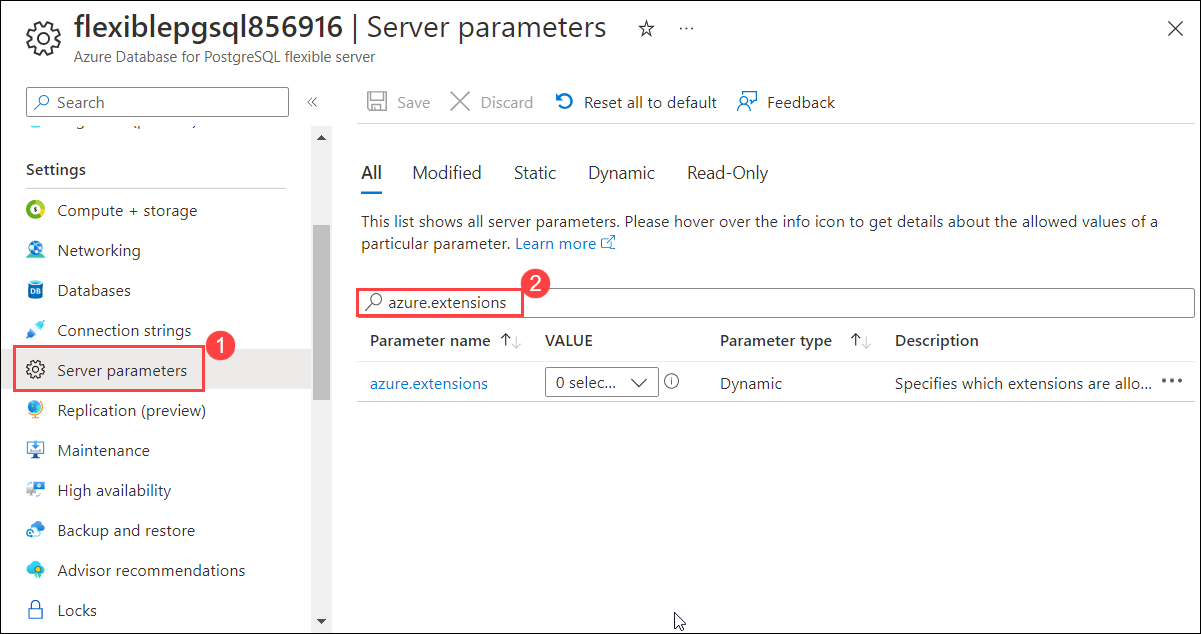 flexiblepgsql856916 | Server parameters
Azure Database for PostgreSQL flexible server
Search
Settings
Compute + storage
Networking
Databases
Connection strings
Server parameters
1
Replication (preview)
Maintenance
High availability
Backup and restore
Advisor recommendations
Locks
Save Discard Reset all to default Feedback
All Modified Static Dynamic Read-Only
This list shows all server parameters. Please hover over the info icon to get details about the allowed values of a
particular parameter. Learn more
2
azure.extensions
Parameter name VALUE Parameter type Description
azure.extensions 0 selec... Dynamic Specifies which extensions are allo...